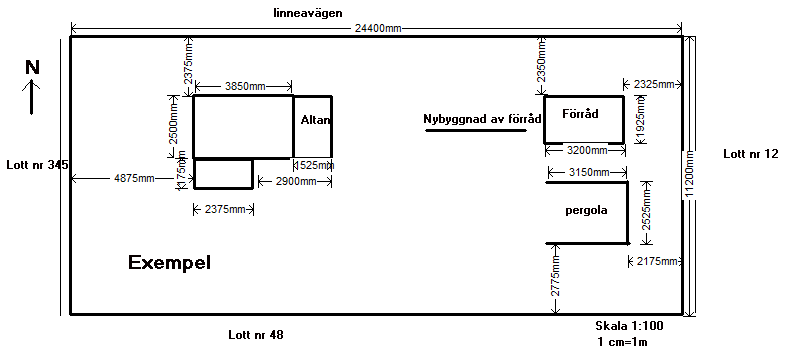 linneavägen
24400mm
2375mm
2350mm
N
3850mm
2325mm
2500mm
Altan
Nybyggnad av förråd
Förråd
1925mm
3200mm
Lott nr 345
Lott nr 12
175mm
1525mm
3150mm
11200mm
4875mm
2900mm
2375mm
pergola
2525mm
Exempel
2175mm
2775mm
Lott nr 48
Skala 1:100
1 cm=1m